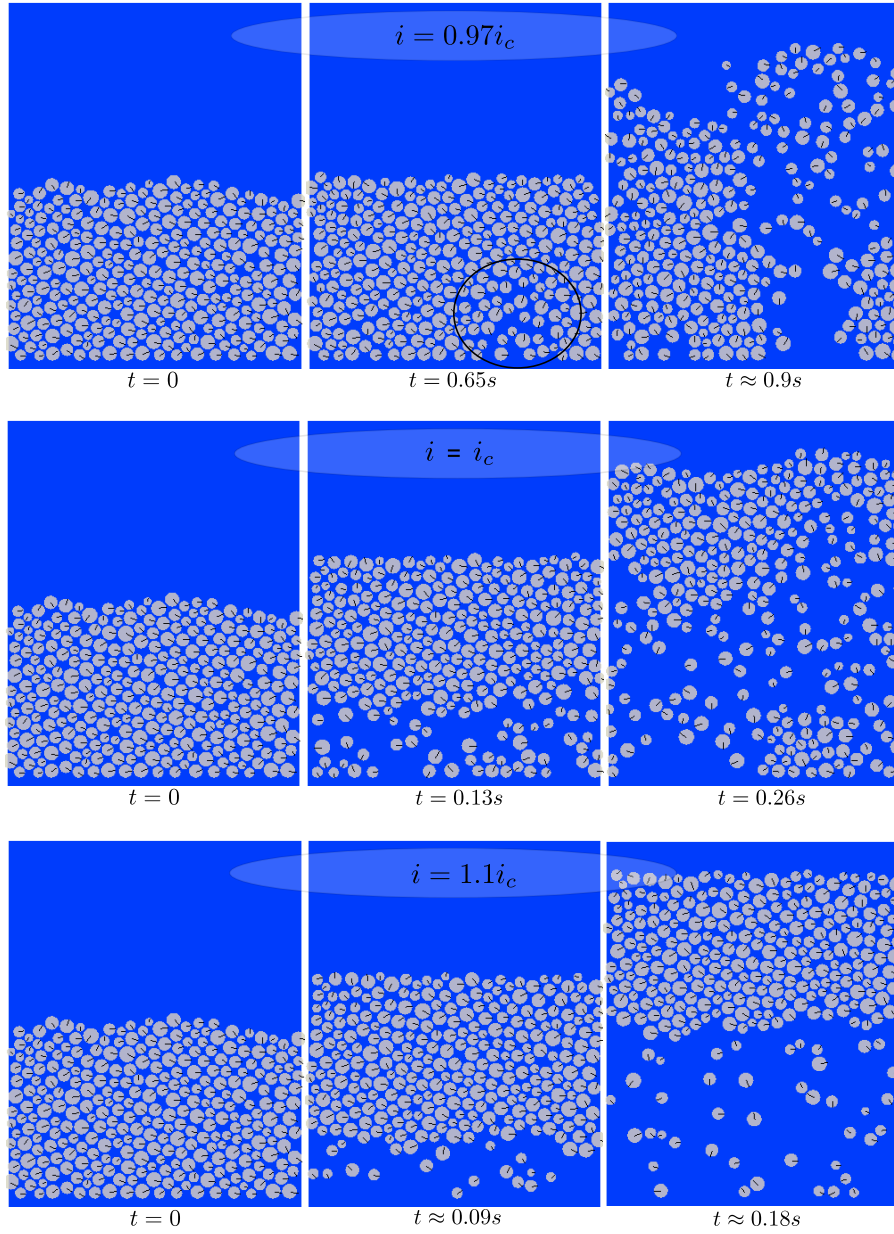 i = 0.97i_c
t = 0
t = 0.65s
t ≈ 0.9s
i = i_c
t = 0
t = 0.13s
t = 0.26s
i = 1.1i_c
t = 0
t ≈ 0.09s
t ≈ 0.18s